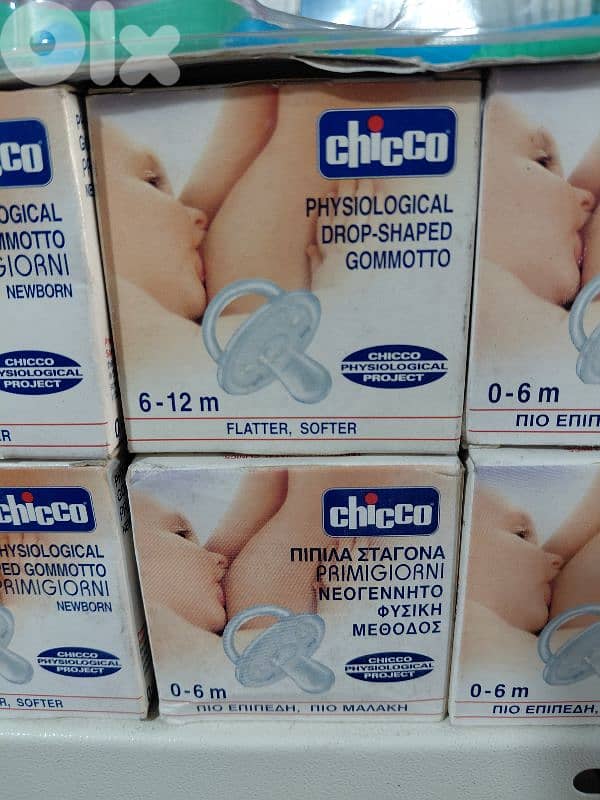 olx
chicco
OGICAL
MMOTTO
IGIORNI
NEWBORN
CHICCO
PHYSIOLOGICAL
PROJECT
chicco
PHYSIOLOGICAL
DROP-SHAPED
GOMMOTTO
CHICCO
PHYSIOLOGICAL
PROJECT
6-12 m
FLATTER, SOFTER
0-6 m
ΠΙΟ ΕΠΙΠ
chicco
HYSIOLOGICAL
ED GOMMOTTO
PRIMIGIORNI
NEWBORN
CHICCO
PHYSIOLOGICAL
PROJECT
R, SOFTER
chicco
ΠΙΠΙΛΑ ΣΤΑΓΟΝΑ
PRIMIGIORNI
ΝΕΟΓΕΝΝΗΤΟ
ΦΥΣΙΚΗ
ΜΕΘΟΔΟΣ
CHICCO
PHYSIOLOGICAL
PROJECT
0-6 m
ΠΙΟ ΕΠΙΠΕΔΗ, ΠΙΟ ΜΑΛΑΚΗ
0-6 m
ΠΙΟ ΕΠΙΠΕΔΗ,